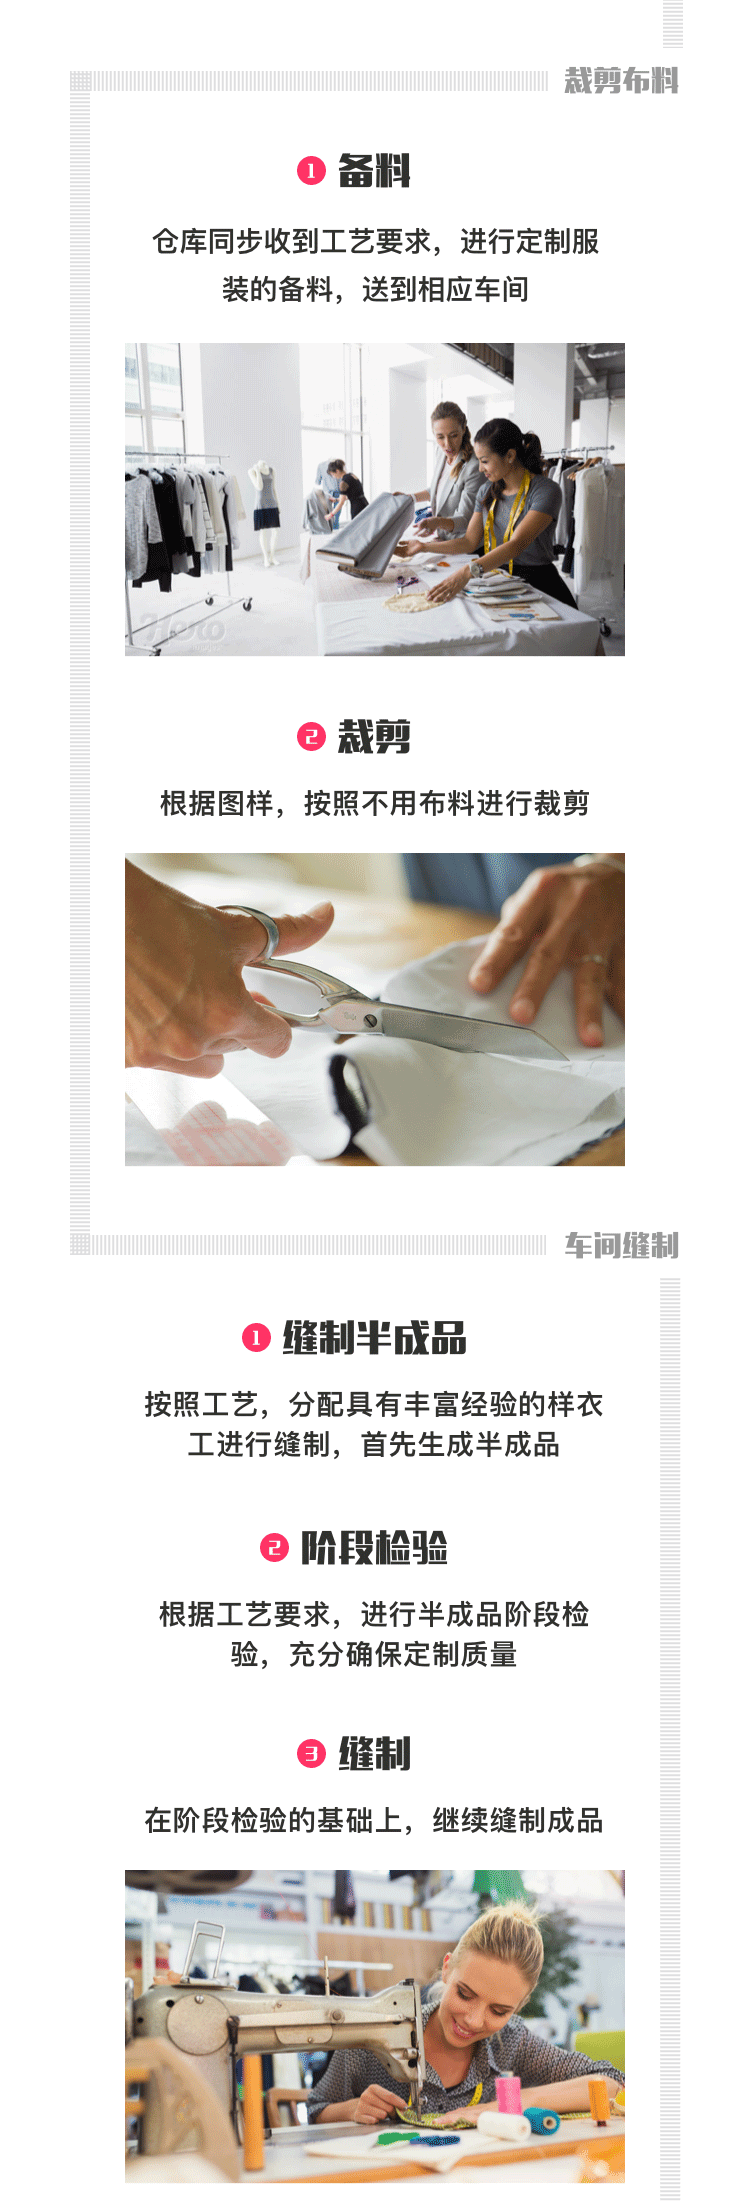 裁剪布料
1 备料
仓库同步收到工艺要求，进行定制服
装的备料，送到相应车间
Hero
2 裁剪
根据图样，按照不用布料进行裁剪
车间缝制
1 缝制半成品
按照工艺，分配具有丰富经验的样衣
工进行缝制，首先生成半成品
2 阶段检验
根据工艺要求，进行半成品阶段检
验，充分确保定制质量
3 缝制
在阶段检验的基础上，继续缝制成品